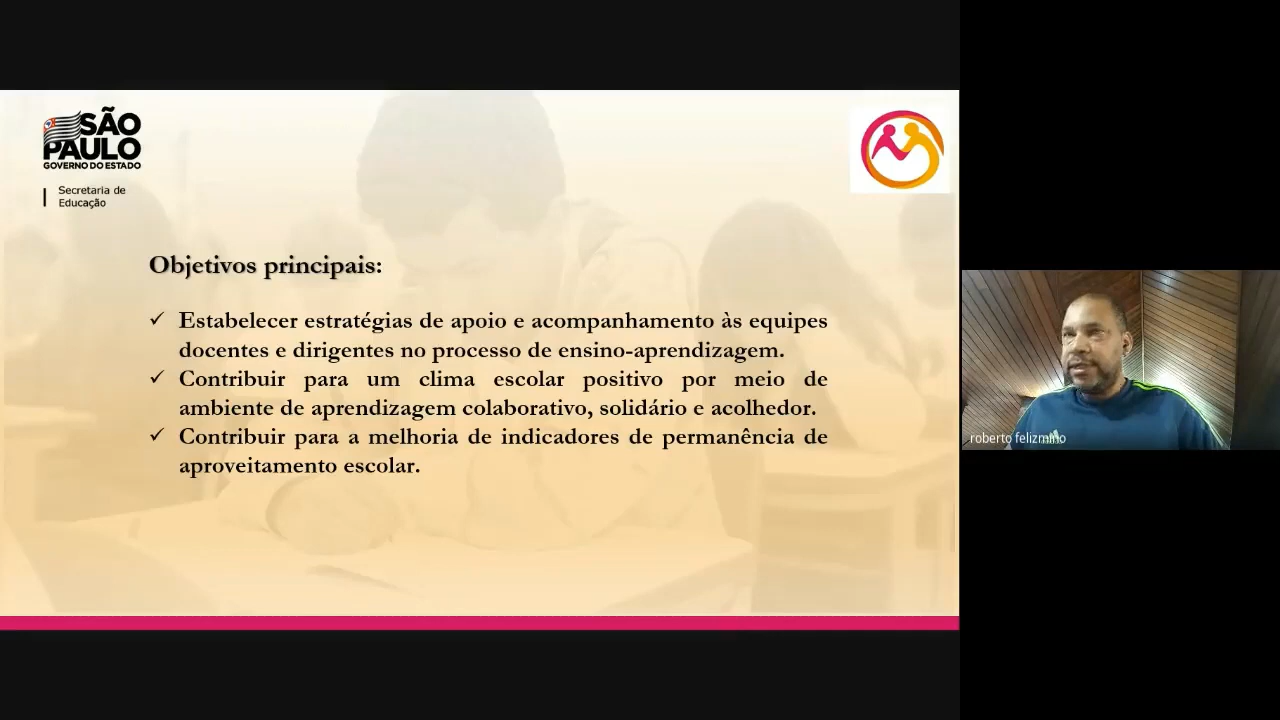 SÃO
PAULO
GOVERNO DO ESTADO
Secretaria de
Educação
Objetivos principais:
✓ Estabelecer estratégias de apoio e acompanhamento às equipes
docentes e dirigentes no processo de ensino-aprendizagem.
✓ Contribuir para um clima escolar positivo por meio de
ambiente de aprendizagem colaborativo, solidário e acolhedor.
✓ Contribuir para a melhoria de indicadores de permanência de
aproveitamento escolar.
roberto felizmino